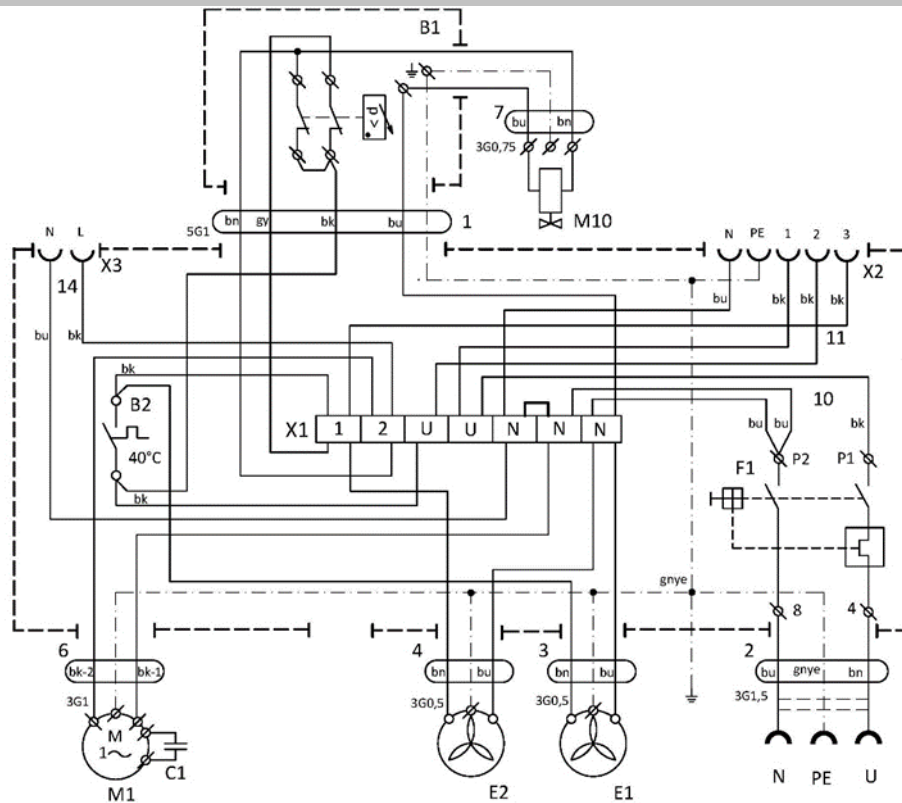 B1
7
bu bn
3G0,75
< d
M10
bn gy bk bu
1
5G1
N L
X3
N PE 1 2 3
X2
14
bu bk
bu bk bk bk
11
bk
B2
40°C
bk
X1 1 2 U U N N N
10
bu bu bk
F1 P2 P1
gnye
8 4
6
bk-2 bk-1
3G1
4
bn bu
3G0,5
3
bn bu
3G0,5
2
bu gnye bn
3G1,5
M
1~
C1
M1
E2
E1
N PE U